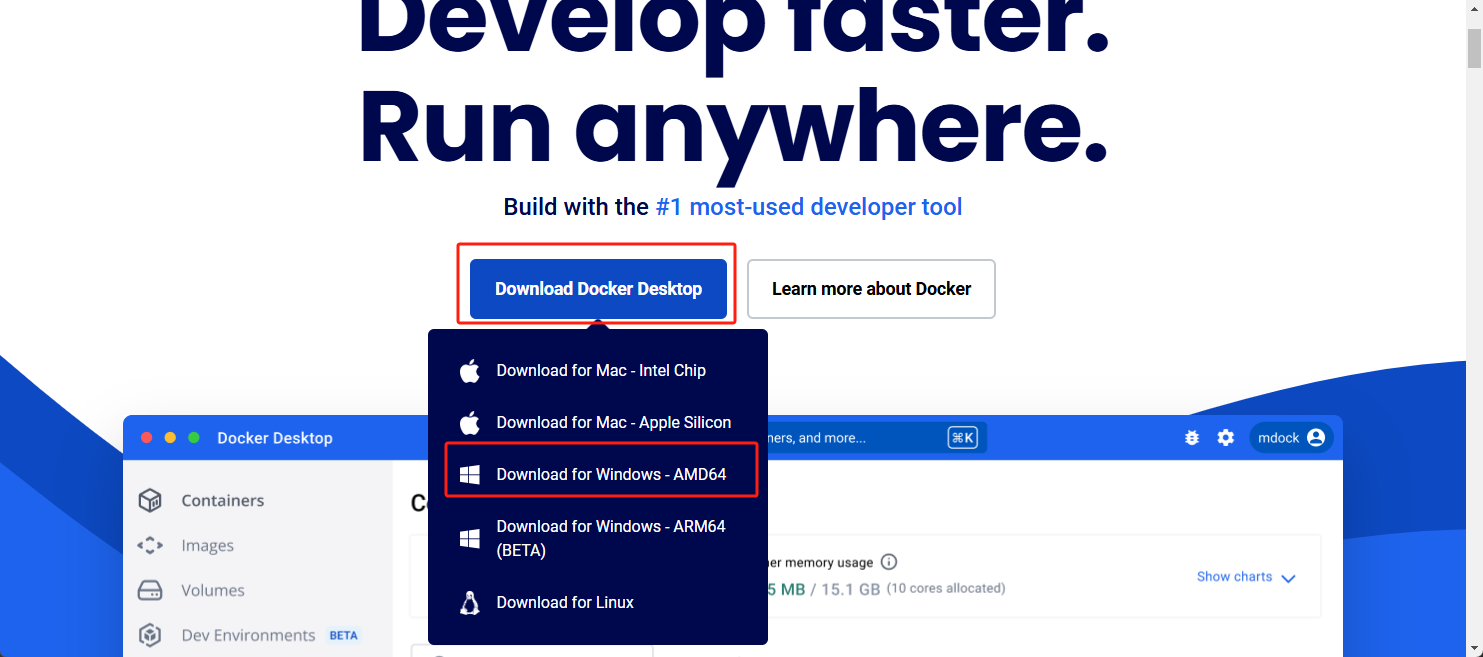 Develop faster.
Run anywhere.
Build with the #1 most-used developer tool
Download Docker Desktop
Learn more about Docker
Download for Mac - Intel Chip
Download for Mac - Apple Silicon
Download for Windows - AMD64
Download for Windows - ARM64
(BETA)
Download for Linux
Docker Desktop
and more...
⌘K
mdock
Containers
Images
Volumes
Dev Environments BETA
memory usage
MB / 15.1 GB (10 cores allocated)
Show charts